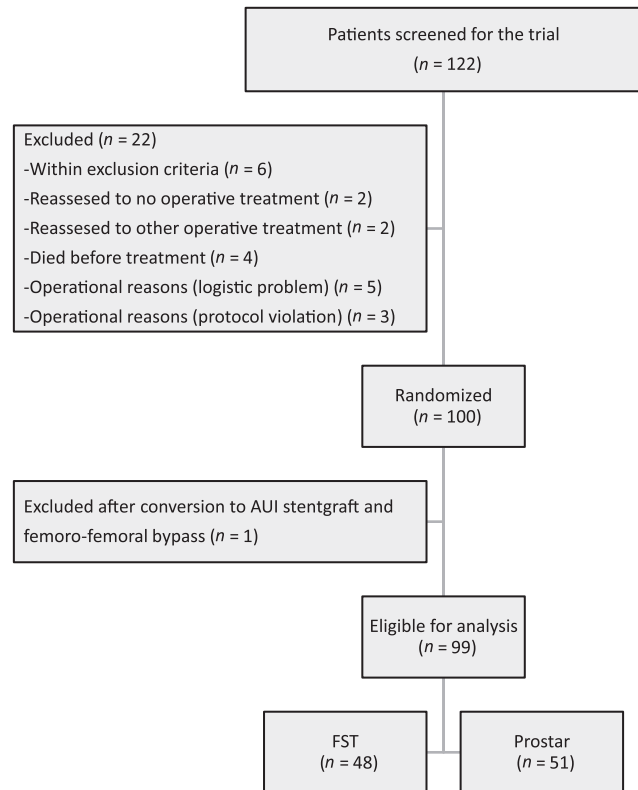 Patients screened for the trial
(n = 122)
Excluded (n = 22)
-Within exclusion criteria (n = 6)
-Reassesed to no operative treatment (n = 2)
-Reassesed to other operative treatment (n = 2)
-Died before treatment (n = 4)
-Operational reasons (logistic problem) (n = 5)
-Operational reasons (protocol violation) (n = 3)
Randomized
(n = 100)
Excluded after conversion to AUI stentgraft and
femoro-femoral bypass (n = 1)
Eligible for analysis
(n = 99)
FST
(n = 48)
Prostar
(n = 51)